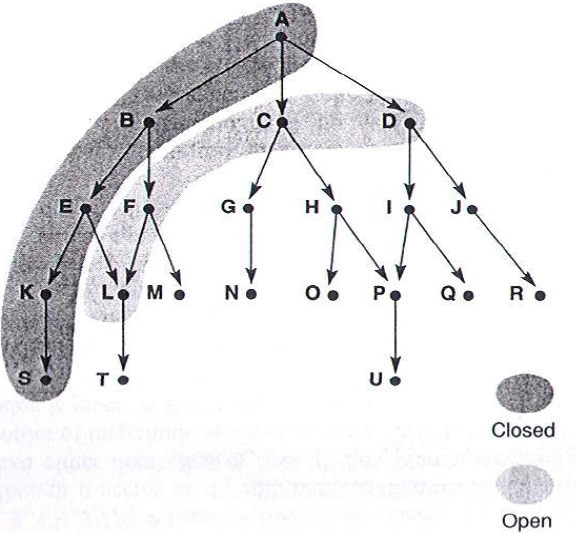 A
B C D
E F G H I J
K L M N O P Q R
S T U
Closed
Open